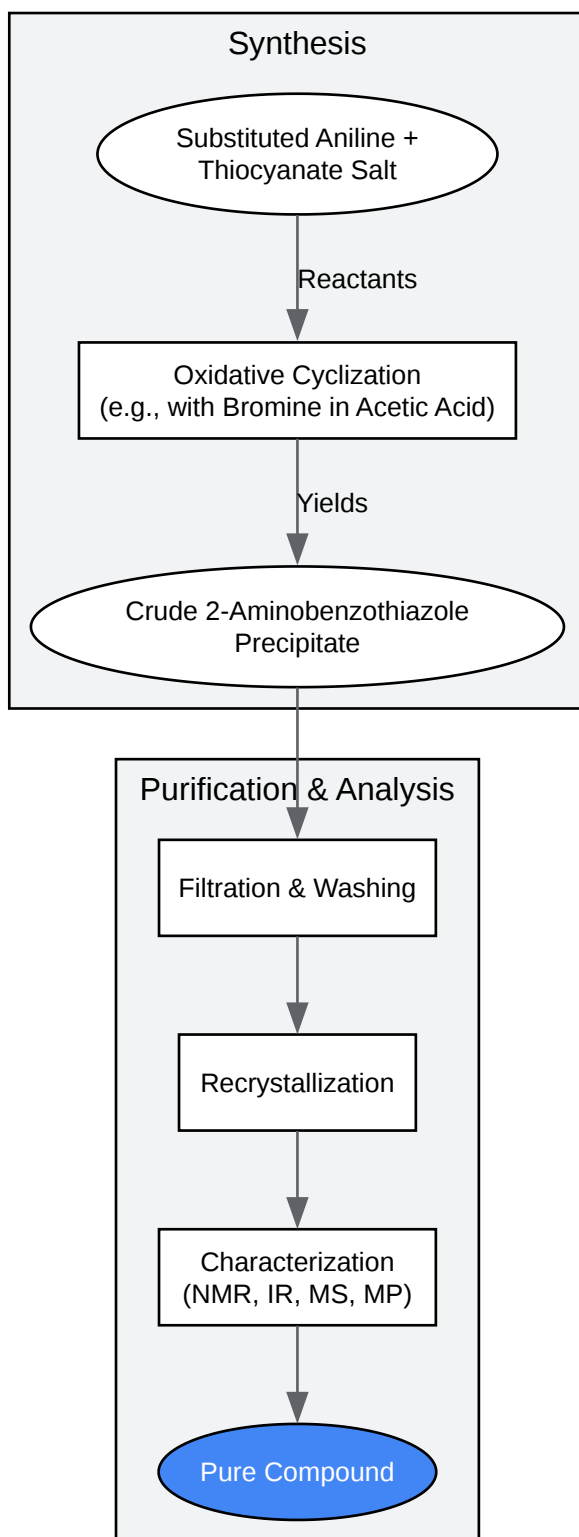 Synthesis
Substituted Aniline +
Thiocyanate Salt
Reactants
Oxidative Cyclization
(e.g., with Bromine in Acetic Acid)
Yields
Crude 2-Aminobenzothiazole
Precipitate
Purification & Analysis
Filtration & Washing
Recrystallization
Characterization
(NMR, IR, MS, MP)
Pure Compound